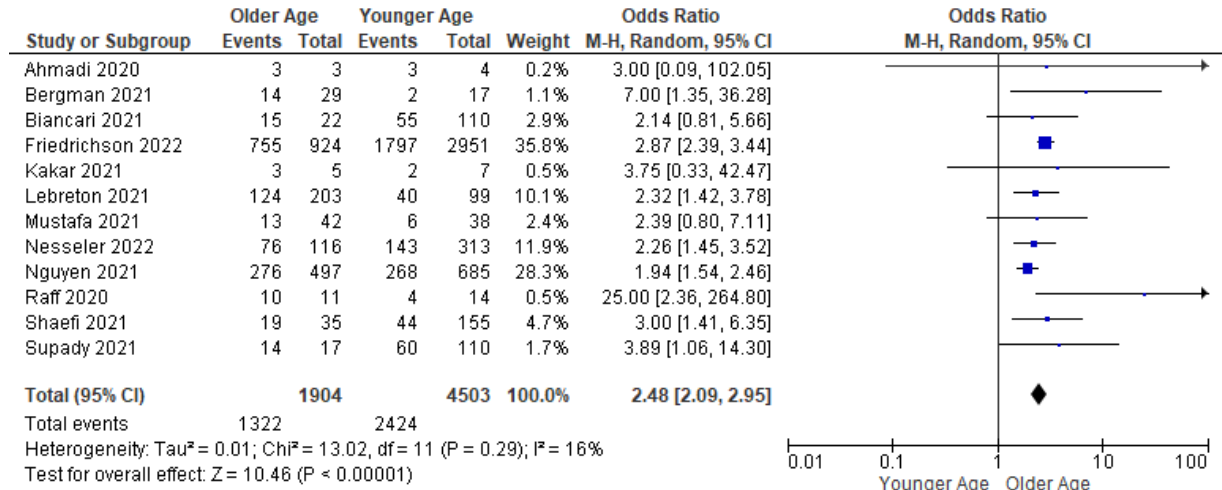 Older Age Younger Age Odds Ratio Odds Ratio
Study or Subgroup Events Total Events Total Weight M-H, Random, 95% CI M-H, Random, 95% CI
Ahmadi 2020 3 3 3 4 0.2% 3.00 [0.09, 102.05]
Bergman 2021 14 29 2 17 1.1% 7.00 [1.35, 36.28]
Biancari 2021 15 22 55 110 2.9% 2.14 [0.81, 5.66]
Friedrichson 2022 755 924 1797 2951 35.8% 2.87 [2.39, 3.44]
Kakar 2021 3 5 2 7 0.5% 3.75 [0.33, 42.47]
Lebreton 2021 124 203 40 99 10.1% 2.32 [1.42, 3.78]
Mustafa 2021 13 42 6 38 2.4% 2.39 [0.80, 7.11]
Nesseler 2022 76 116 143 313 11.9% 2.26 [1.45, 3.52]
Nguyen 2021 276 497 268 685 28.3% 1.94 [1.54, 2.46]
Raff 2020 10 11 4 14 0.5% 25.00 [2.36, 264.80]
Shaefi 2021 19 35 44 155 4.7% 3.00 [1.41, 6.35]
Supady 2021 14 17 60 110 1.7% 3.89 [1.06, 14.30]
Total (95% CI) 1904 4503 100.0% 2.48 [2.09, 2.95]
Total events 1322 2424
Heterogeneity: Tau² = 0.01; Chi² = 13.02, df = 11 (P = 0.29); I² = 16%
Test for overall effect: Z = 10.46 (P < 0.00001)
0.01 0.1 1 10 100
Younger Age Older Age